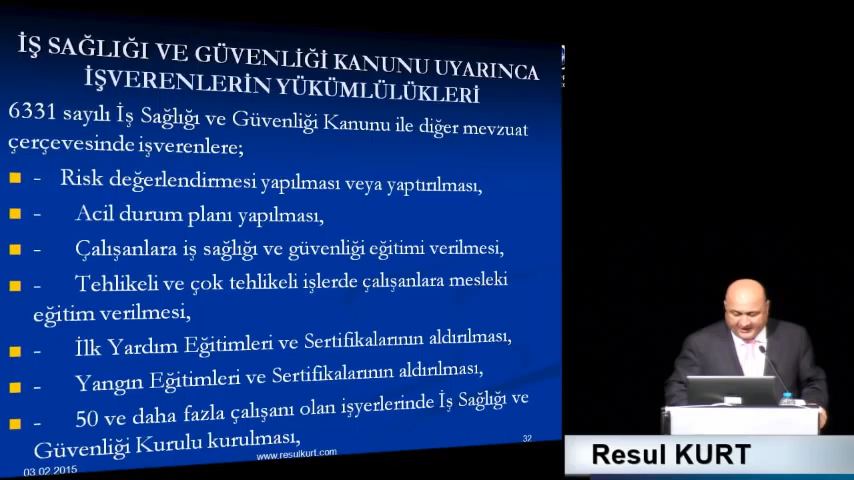 İŞ SAĞLIĞI VE GÜVENLİĞİ KANUNU UYARINCA
İŞVERENLERİN YÜKÜMLÜLÜKLERİ
6331 sayılı İş Sağlığı ve Güvenliği Kanunu ile diğer mevzuat
çerçevesinde işverenlere;
- Risk değerlendirmesi yapılması veya yaptırılması,
- Acil durum planı yapılması,
- Çalışanlara iş sağlığı ve güvenliği eğitimi verilmesi,
- Tehlikeli ve çok tehlikeli işlerde çalışanlara mesleki
eğitim verilmesi,
- İlk Yardım Eğitimleri ve Sertifikalarının aldırılması,
- Yangın Eğitimleri ve Sertifikalarının aldırılması,
- 50 ve daha fazla çalışanı olan işyerlerinde İş Sağlığı ve
Güvenliği Kurulu kurulması,
03.02.2015
www.resulkurt.com
32
Resul KURT